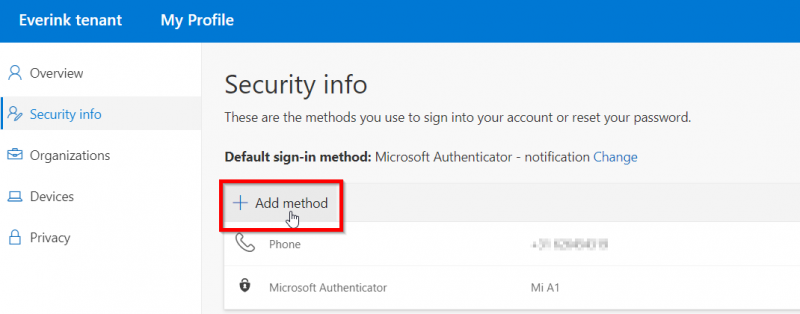 Everink tenant My Profile
Overview
Security info
Organizations
Devices
Privacy
Security info
These are the methods you use to sign into your account or reset your password.
Default sign-in method: Microsoft Authenticator - notification Change
Add method
Phone
Microsoft Authenticator Mi A1